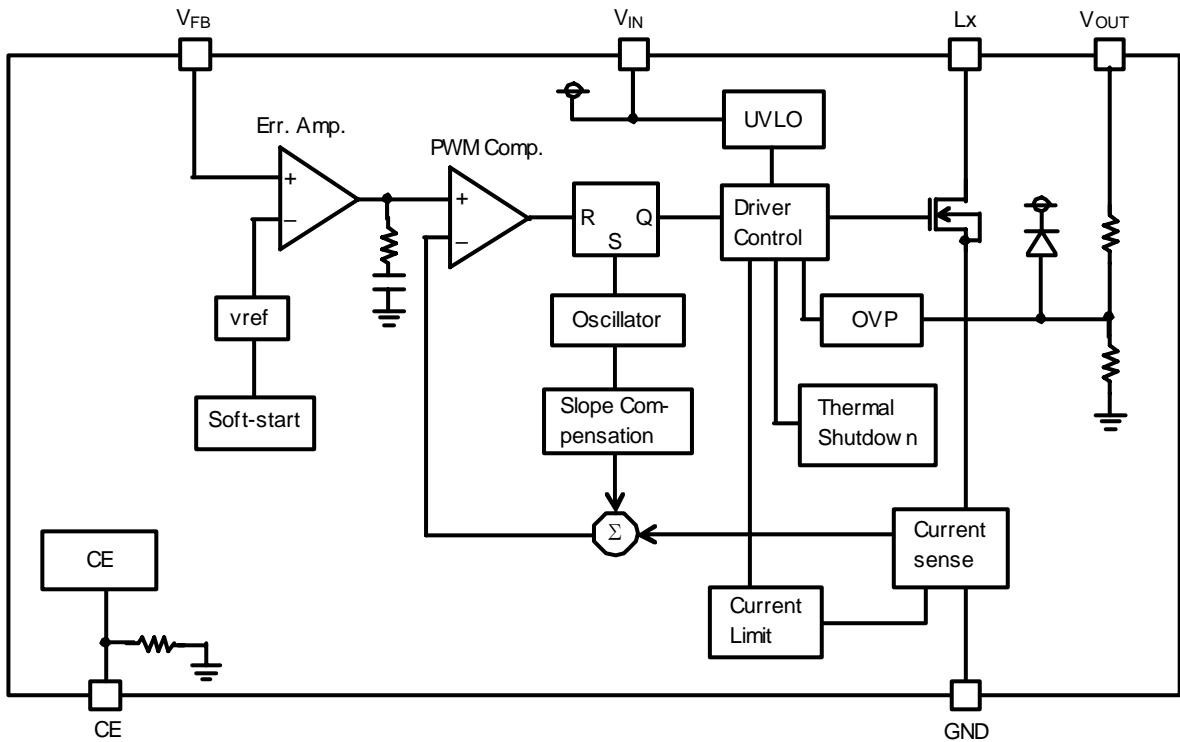 VFB
VIN
Lx
VOUT
UVLO
Err. Amp.
PWM Comp.
+
−
+
−
R Q
S
Driver
Control
vref
Oscillator
OVP
Soft-start
Slope Com-
pensation
Thermal
Shutdown
Σ
Current
sense
CE
Current
Limit
CE
GND